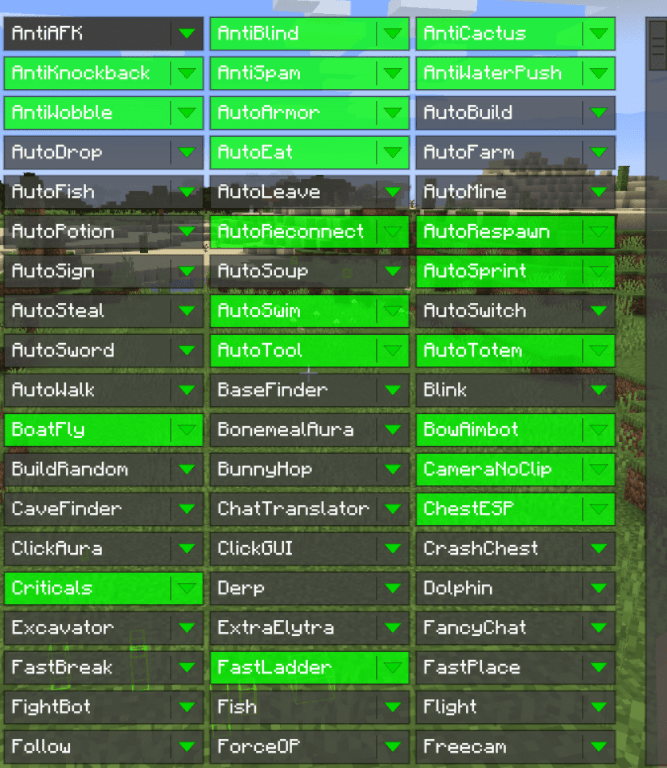 AntiAFK AntiBlind AntiCactus
AntiKnockback AntiSpam AntiWaterPush
AntiWobble AutoArmor AutoBuild
AutoDrop AutoEat AutoFarm
AutoFish AutoLeave AutoMine
AutoPotion AutoReconnect AutoRespawn
AutoSign AutoSoup AutoSprint
AutoSteal AutoSwim AutoSwitch
AutoSword AutoTool AutoTotem
AutoWalk BaseFinder Blink
BoatFly BonemealAura BowAimbot
BuildRandom BunnyHop CameraNoClip
CaveFinder ChatTranslator ChestESP
ClickAura ClickGUI CrashChest
Criticals Derp Dolphin
Excavator ExtraElytra FancyChat
FastBreak FastLadder FastPlace
FightBot Fish Flight
Follow ForceOP Freecam